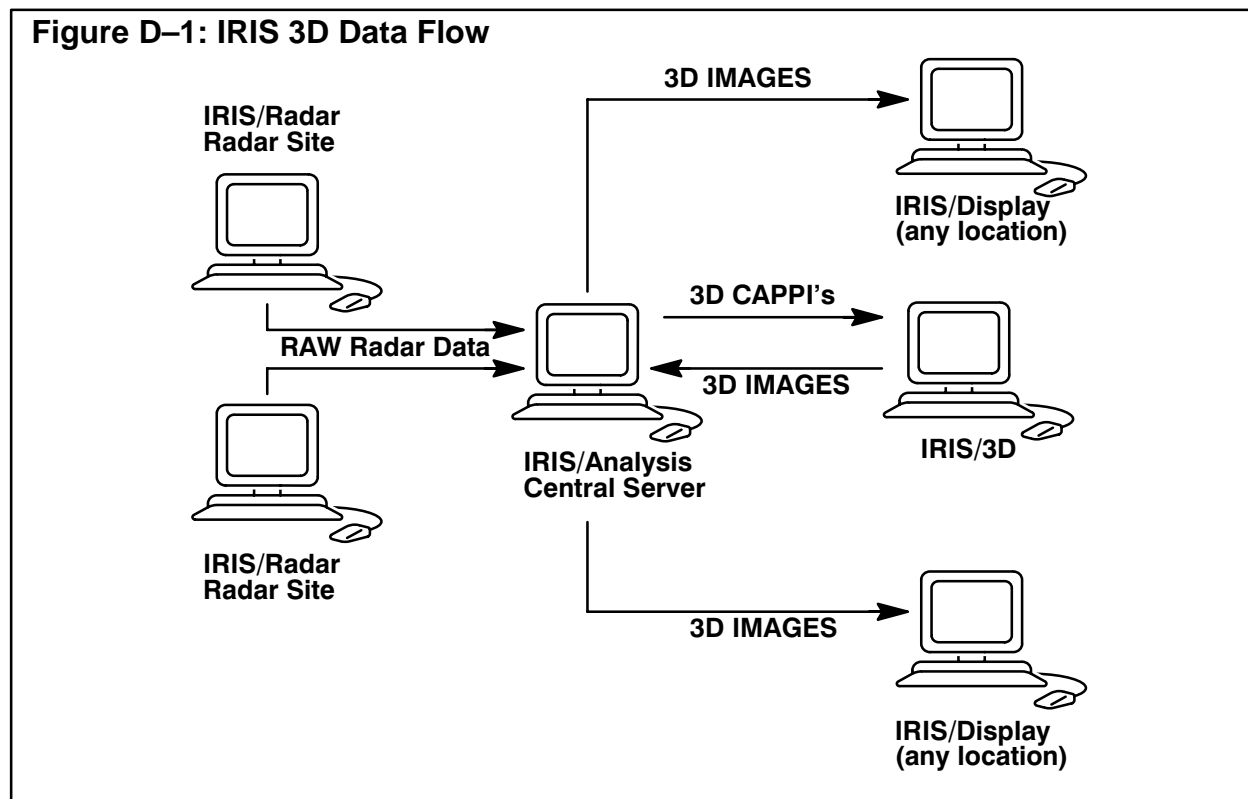 Figure D–1: IRIS 3D Data Flow
IRIS/Radar
Radar Site
3D IMAGES
IRIS/Display
(any location)
RAW Radar Data
3D CAPPI's
3D IMAGES
IRIS/Analysis
Central Server
IRIS/3D
IRIS/Radar
Radar Site
3D IMAGES
IRIS/Display
(any location)